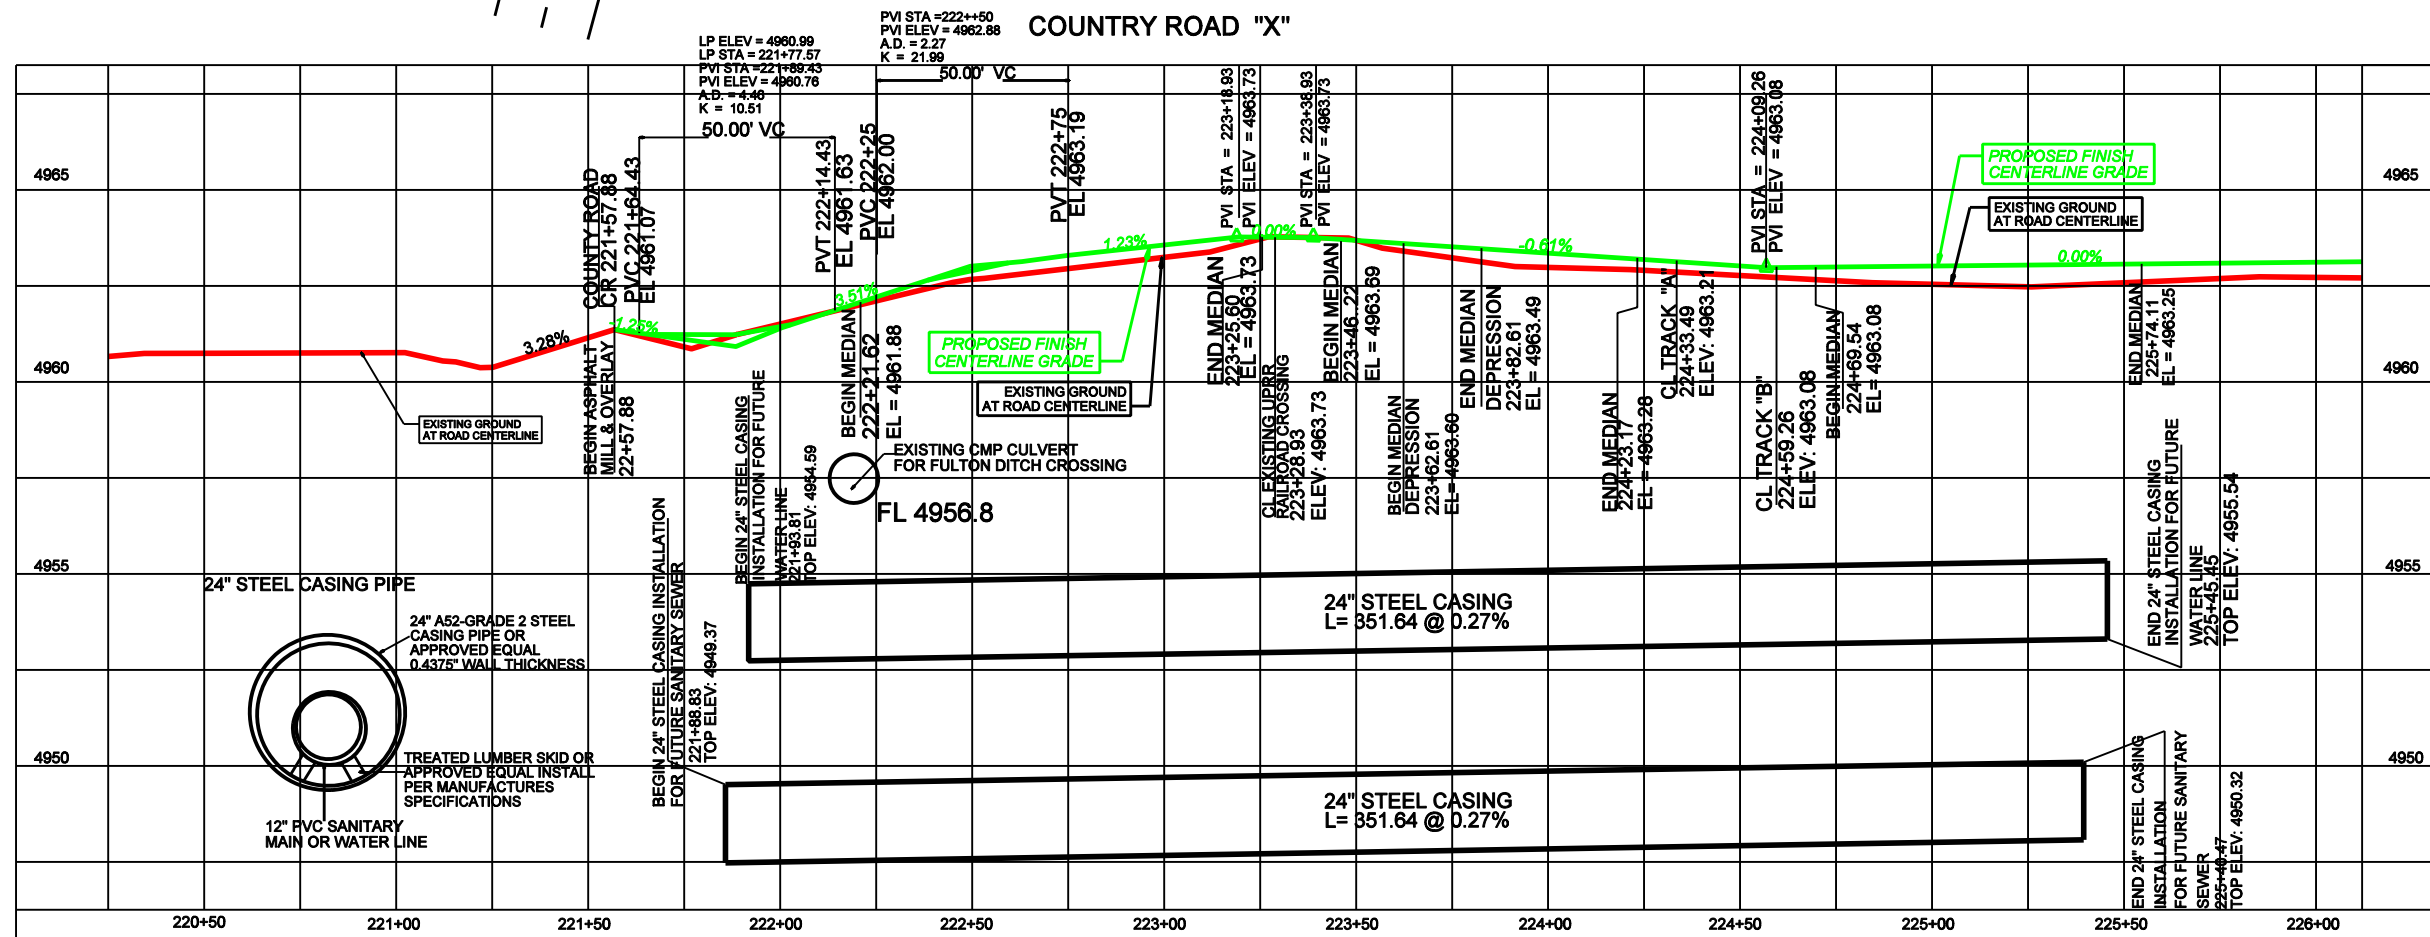 COUNTRY ROAD "X"
LP ELEV = 4960.99
LP STA = 221+77.57
PVI STA =221+89.43
PVI ELEV = 4960.76
A.D. = 4.46
K = 10.51
50.00' VC
PVI STA =222++50
PVI ELEV = 4962.88
A.D. = 2.27
K = 21.99
50.00' VC
COUNTY ROAD
CR 221+57.88
PVC 221+64.43
EL 4961.07
PVT 222+14.43
EL 4961.63
PVC 222+25
EL 4962.00
PVT 222+75
EL 4963.19
PVI STA = 223+18.93
PVI ELEV = 4963.73
PVI STA = 223+38.93
PVI ELEV = 4963.73
PVI STA = 224+09.26
PVI ELEV = 4963.08
PROPOSED FINISH
CENTERLINE GRADE
EXISTING GROUND
AT ROAD CENTERLINE
4965
4965
3.28%
-1.25%
3.51%
1.23%
0.00%
-0.61%
0.00%
PROPOSED FINISH
CENTERLINE GRADE
EXISTING GROUND
AT ROAD CENTERLINE
EXISTING GROUND
AT ROAD CENTERLINE
4960
4960
BEGIN ASPHALT
MILL & OVERLAY
22+57.88
BEGIN MEDIAN
222+21.62
EL = 4961.88
END MEDIAN
223+25.60
EL = 4963.73
CL EXISTING UPRR
RAILROAD CROSSING
223+28.93
ELEV: 4963.73
BEGIN MEDIAN
223+46.22
EL = 4963.69
BEGIN MEDIAN
DEPRESSION
223+62.61
EL= 4963.60
END MEDIAN
DEPRESSION
223+82.61
EL = 4963.49
END MEDIAN
224+23.17
EL = 4963.28
CL TRACK "A"
224+33.49
ELEV: 4963.21
CL TRACK "B"
224+59.26
ELEV: 4963.08
BEGIN MEDIAN
224+69.54
EL= 4963.08
END MEDIAN
225+74.11
EL = 4963.25
EXISTING CMP CULVERT
FOR FULTON DITCH CROSSING
FL 4956.8
BEGIN 24" STEEL CASING
INSTALLATION FOR FUTURE
WATER LINE
221+93.81
TOP ELEV: 4954.59
END 24" STEEL CASING
INSTALLATION FOR FUTURE
WATER LINE
225+45.45
TOP ELEV: 4955.54
4955
4955
24" STEEL CASING PIPE
24" A52-GRADE 2 STEEL
CASING PIPE OR
APPROVED EQUAL
0.4375" WALL THICKNESS
24" STEEL CASING
L= 351.64 @ 0.27%
BEGIN 24" STEEL CASING INSTALLATION
FOR FUTURE SANITARY SEWER
221+88.83
TOP ELEV: 4949.37
4950
4950
TREATED LUMBER SKID OR
APPROVED EQUAL INSTALL
PER MANUFACTURES
SPECIFICATIONS
12" PVC SANITARY
MAIN OR WATER LINE
24" STEEL CASING
L= 351.64 @ 0.27%
END 24" STEEL CASING
INSTALLATION
FOR FUTURE SANITARY
SEWER
225+40.47
TOP ELEV: 4950.32
220+50
221+00
221+50
222+00
222+50
223+00
223+50
224+00
224+50
225+00
225+50
226+00